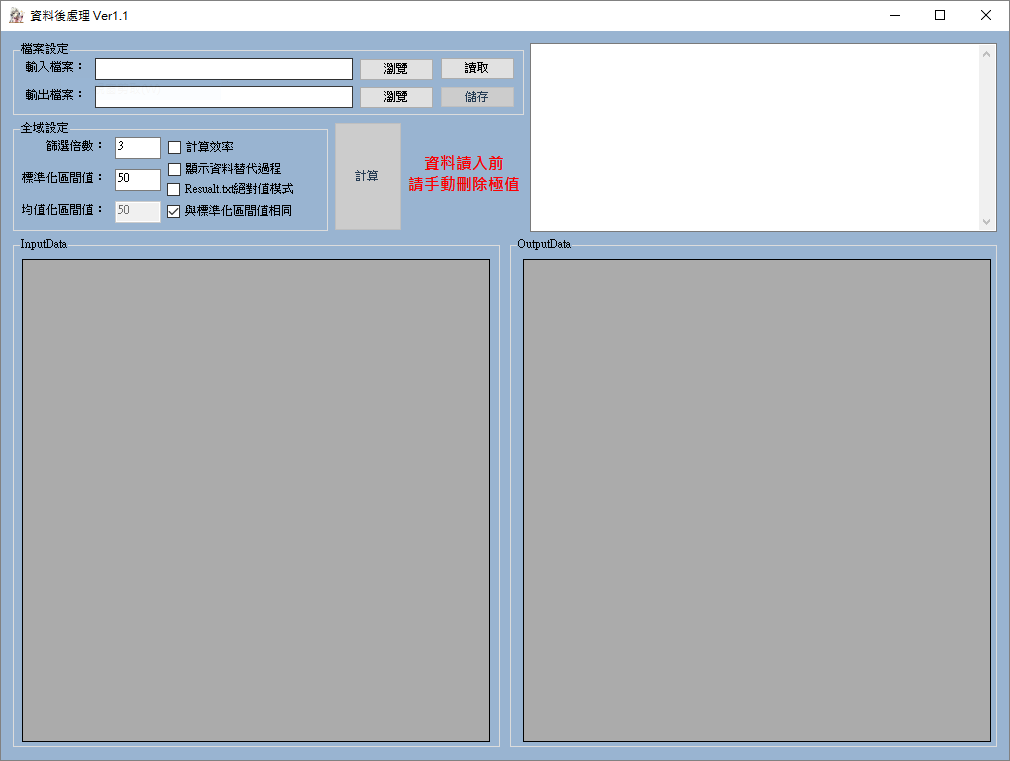 資料後處理 Ver1.1
檔案設定
輸入檔案： 瀏覽 讀取
輸出檔案： 瀏覽 儲存
全域設定
篩選倍數： 3 計算效率
顯示資料替代過程
標準化區間值： 50
Resualt.txt絕對值模式
均值化區間值： 50 與標準化區間值相同
計算
資料讀入前
請手動刪除極值
InputData
OutputData